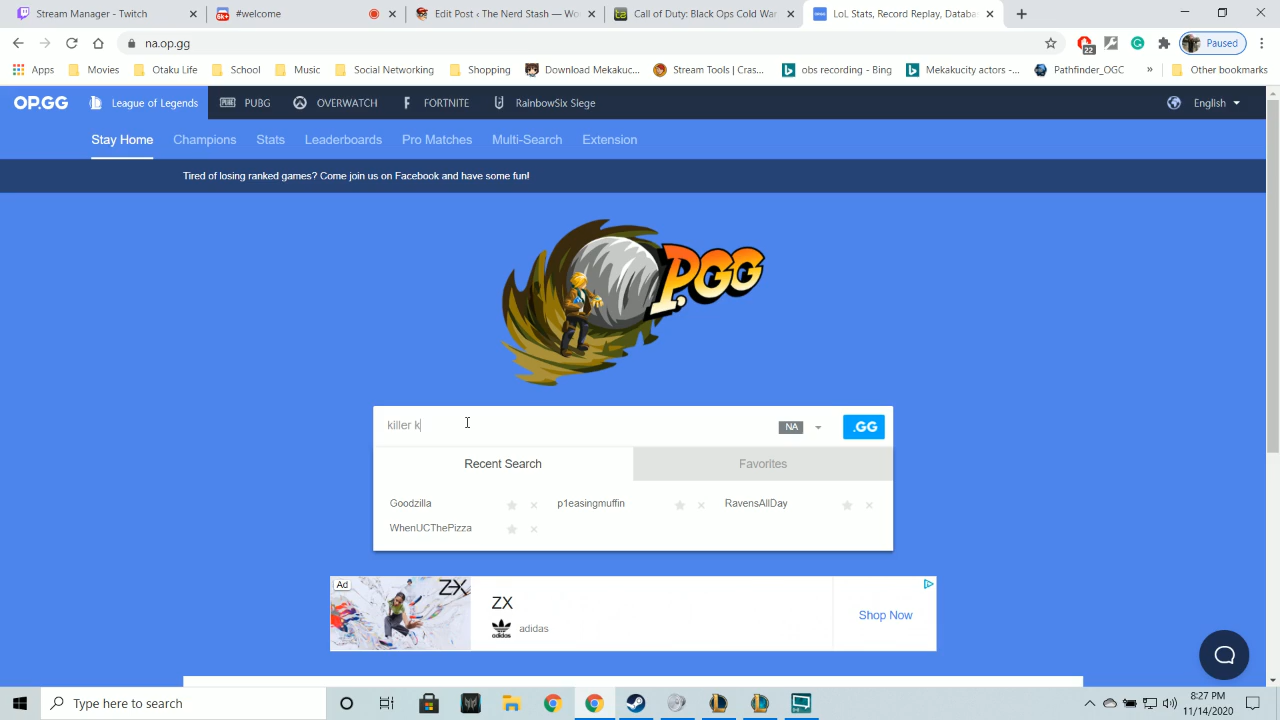 Stream Manager - Twitch
#welcome
Edit Post ‹ The Nerd Stash — Wo
Call of Duty: Black Ops Cold War
LoL Stats, Record Replay, Databa
na.op.gg
22
Paused
Apps
Movies
Otaku Life
School
Music
Social Networking
Shopping
Download Mekakuc...
Stream Tools | Cras...
obs recording - Bing
Mekakucity actors -...
Pathfinder_OGC
»
Other bookmarks
OP.GG
League of Legends
PUBG
OVERWATCH
FORTNITE
RainbowSix Siege
English
Stay Home
Champions
Stats
Leaderboards
Pro Matches
Multi-Search
Extension
Tired of losing ranked games? Come join us on Facebook and have some fun!
OP.GG
killer k
NA
.GG
Recent Search
Favorites
Goodzilla
p1easingmuffin
RavensAllDay
WhenUCThePizza
Ad
ZX
ZX
adidas
adidas
Shop Now
Type here to search
8:27 PM
11/14/2020